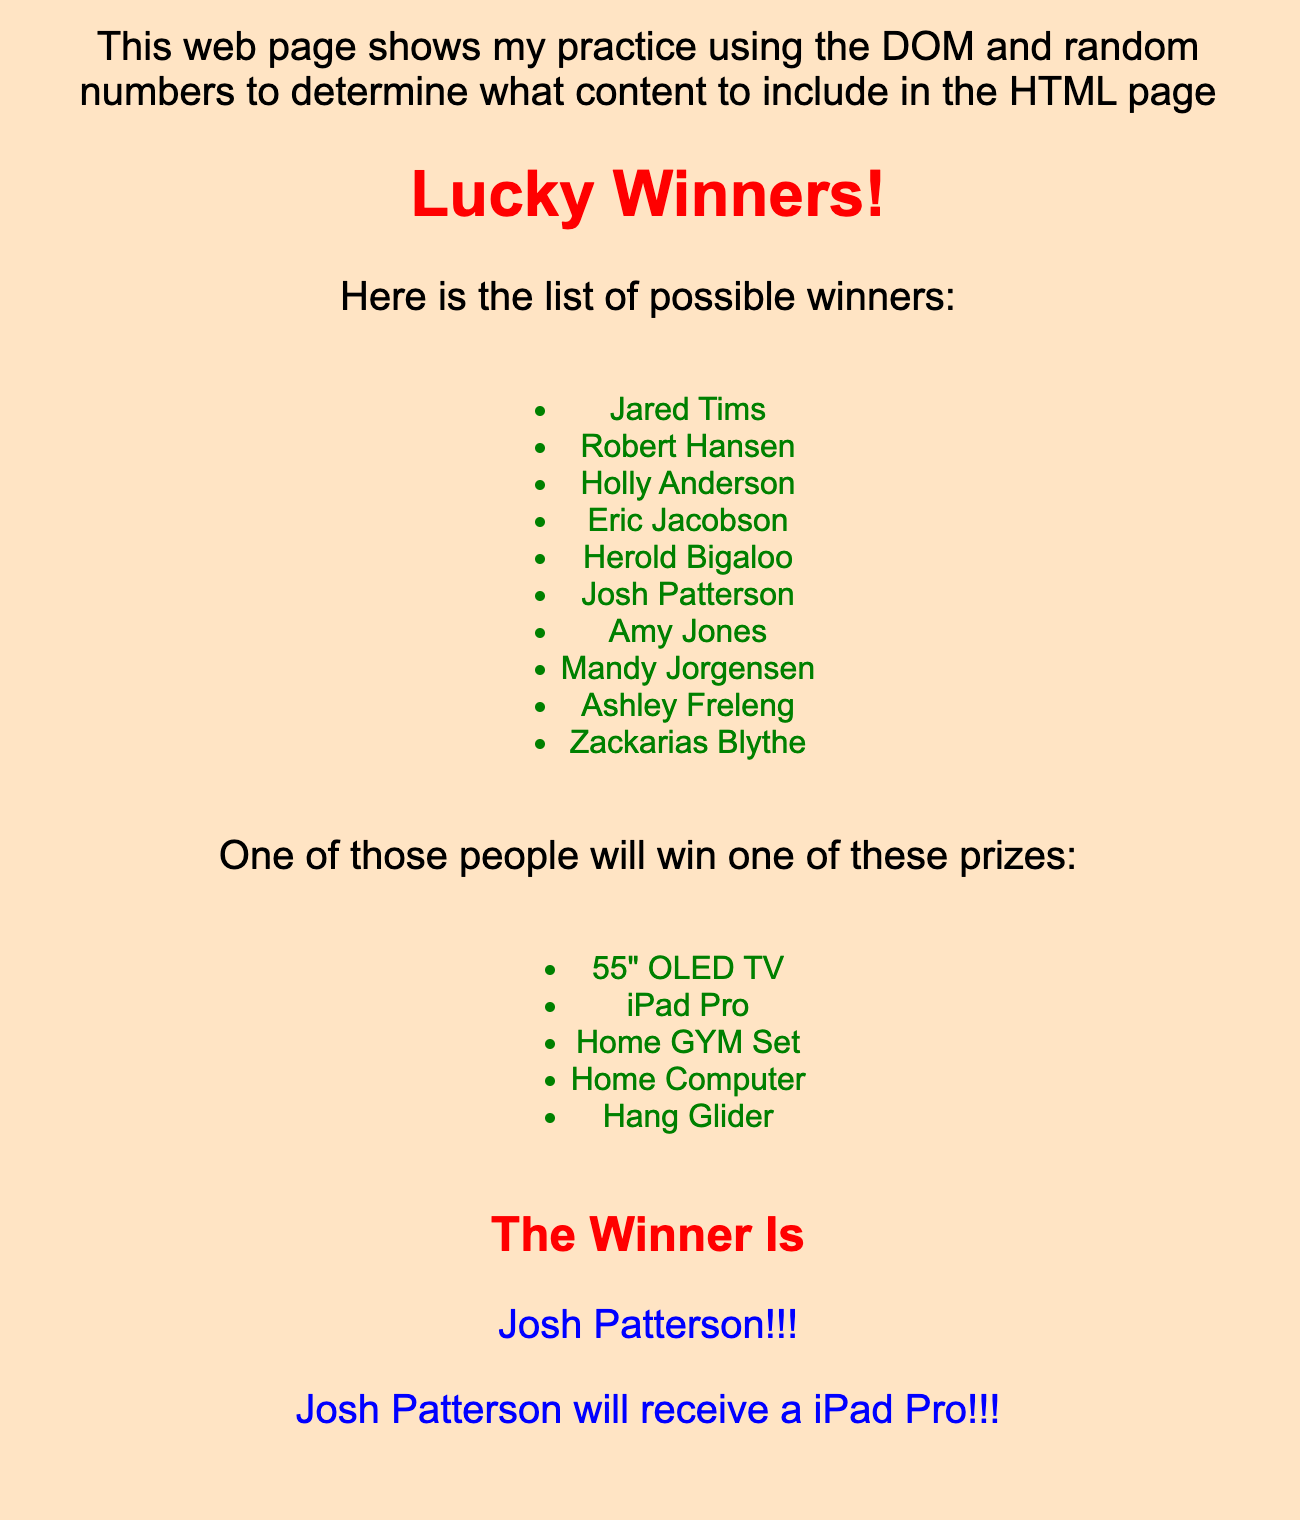 This web page shows my practice using the DOM and random
numbers to determine what content to include in the HTML page
Lucky Winners!
Here is the list of possible winners:
• Jared Tims
• Robert Hansen
• Holly Anderson
• Eric Jacobson
• Herold Bigaloo
• Josh Patterson
• Amy Jones
• Mandy Jorgensen
• Ashley Freleng
• Zackarias Blythe
One of those people will win one of these prizes:
• 55" OLED TV
• iPad Pro
• Home GYM Set
• Home Computer
• Hang Glider
The Winner Is
Josh Patterson!!!
Josh Patterson will receive a iPad Pro!!!